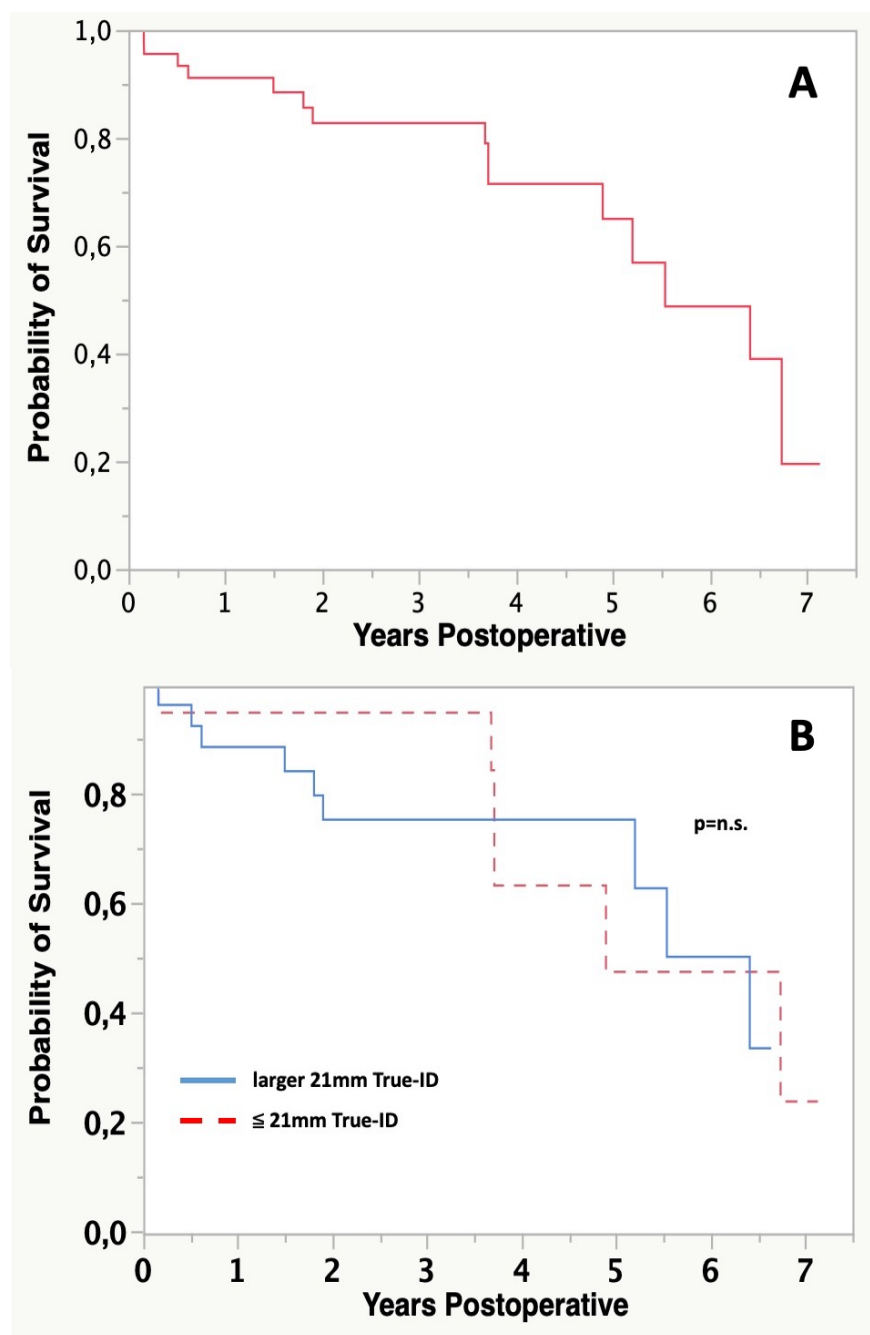 A
Probability of Survival
1,0
0,8
0,6
0,4
0,2
0,0
0 1 2 3 4 5 6 7
Years Postoperative
B
p=n.s.
Probability of Survival
0,8
0,6
0,4
0,2
0,0
larger 21mm True-ID
≦ 21mm True-ID
0 1 2 3 4 5 6 7
Years Postoperative